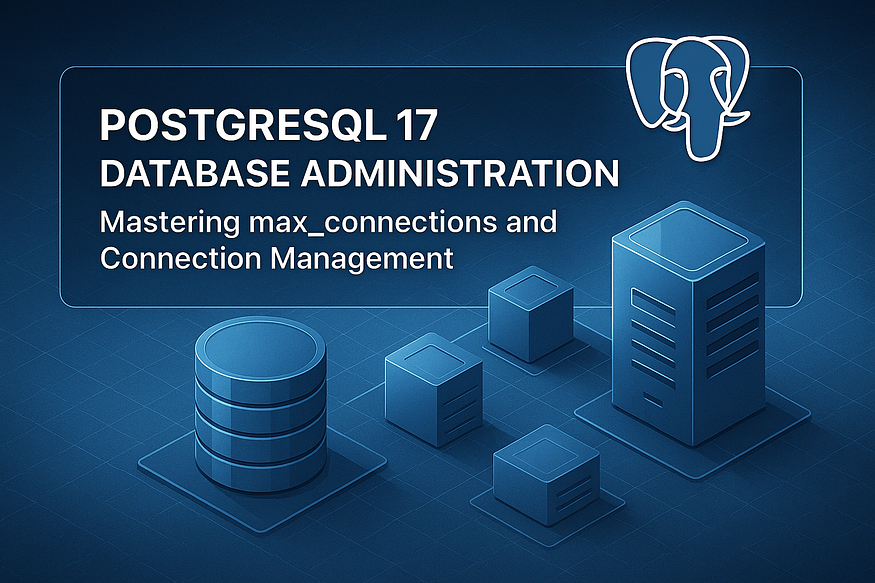 POSTGRESQL 17
DATABASE ADMINISTRATION
Mastering max_connections and
Connection Management